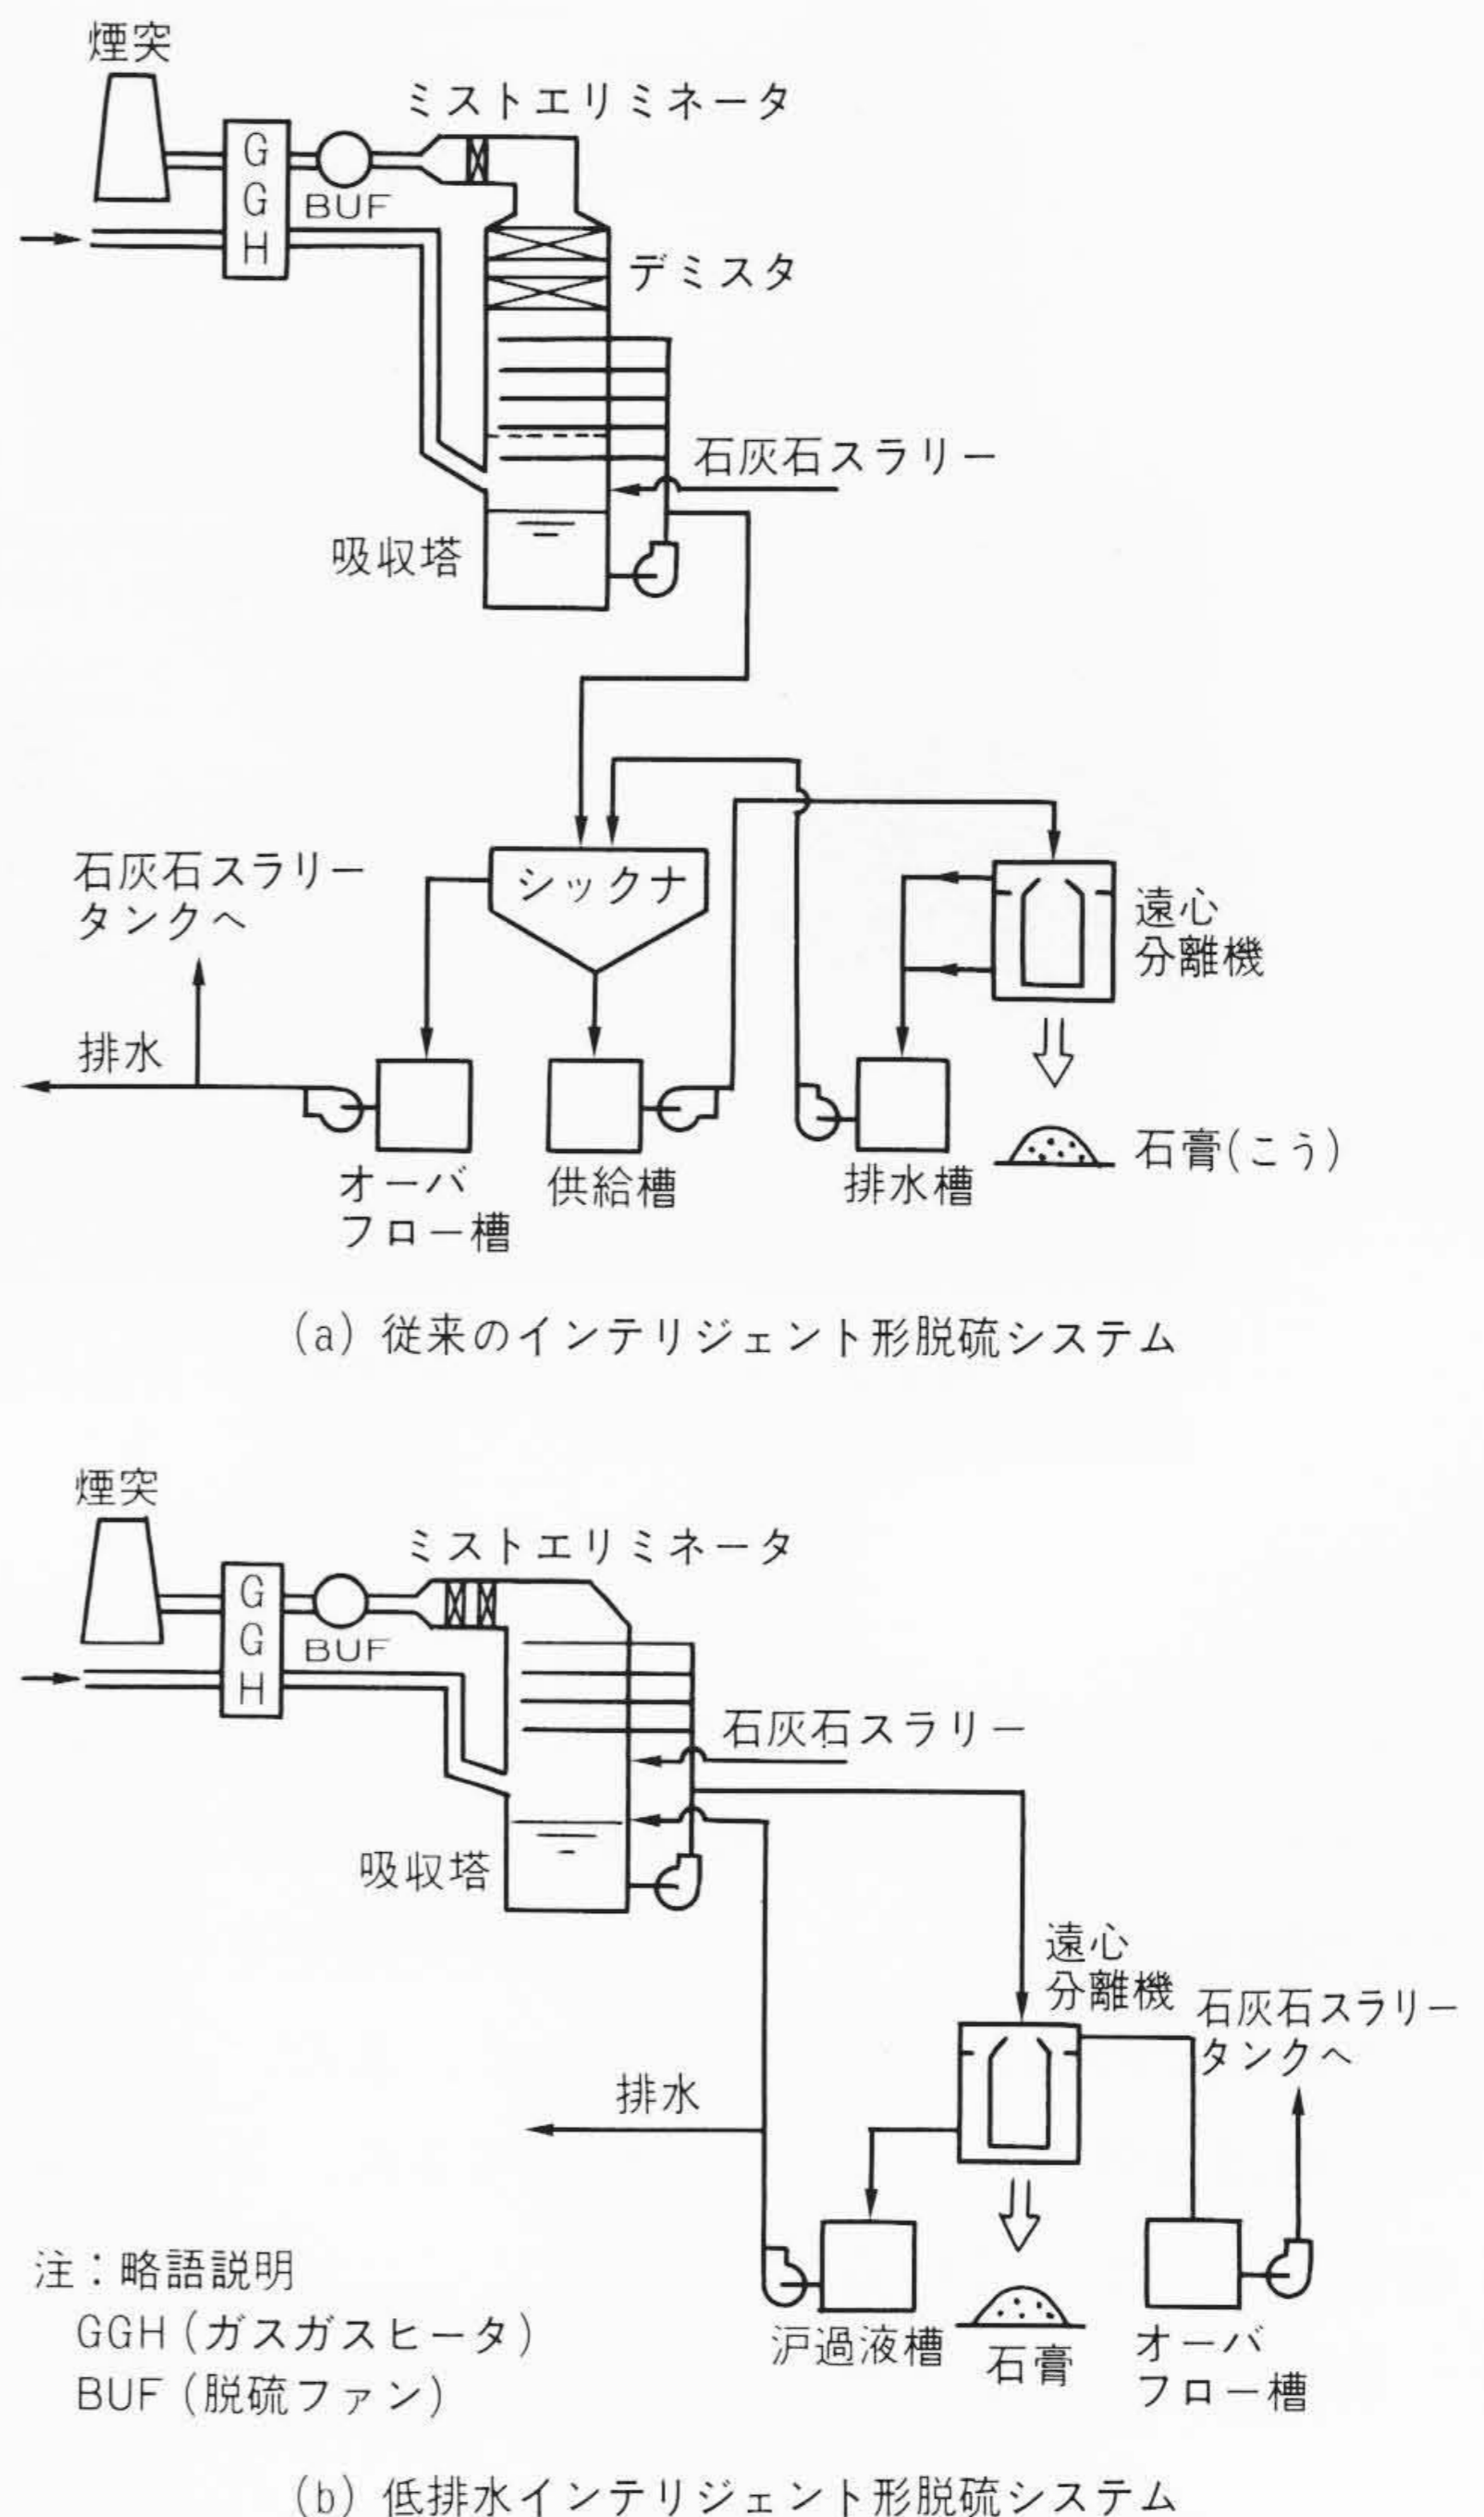 煙突
ミストエリミネータ
G
G
H
BUF
デミスタ
石灰石スラリー
吸収塔
シックナ
石灰石スラリー
タンクへ
遠心
分離機
排水
オーバ
フロー槽
供給槽
排水槽
石膏(こう)
(a) 従来のインテリジェント形脱硫システム
煙突
ミストエリミネータ
G
G
H
BUF
石灰石スラリー
吸収塔
遠心
分離機
石灰石スラリー
タンクへ
排水
沪過液槽
石膏
オーバ
フロー槽
注：略語説明
GGH (ガスガスヒータ)
BUF (脱硫ファン)
(b) 低排水インテリジェント形脱硫システム